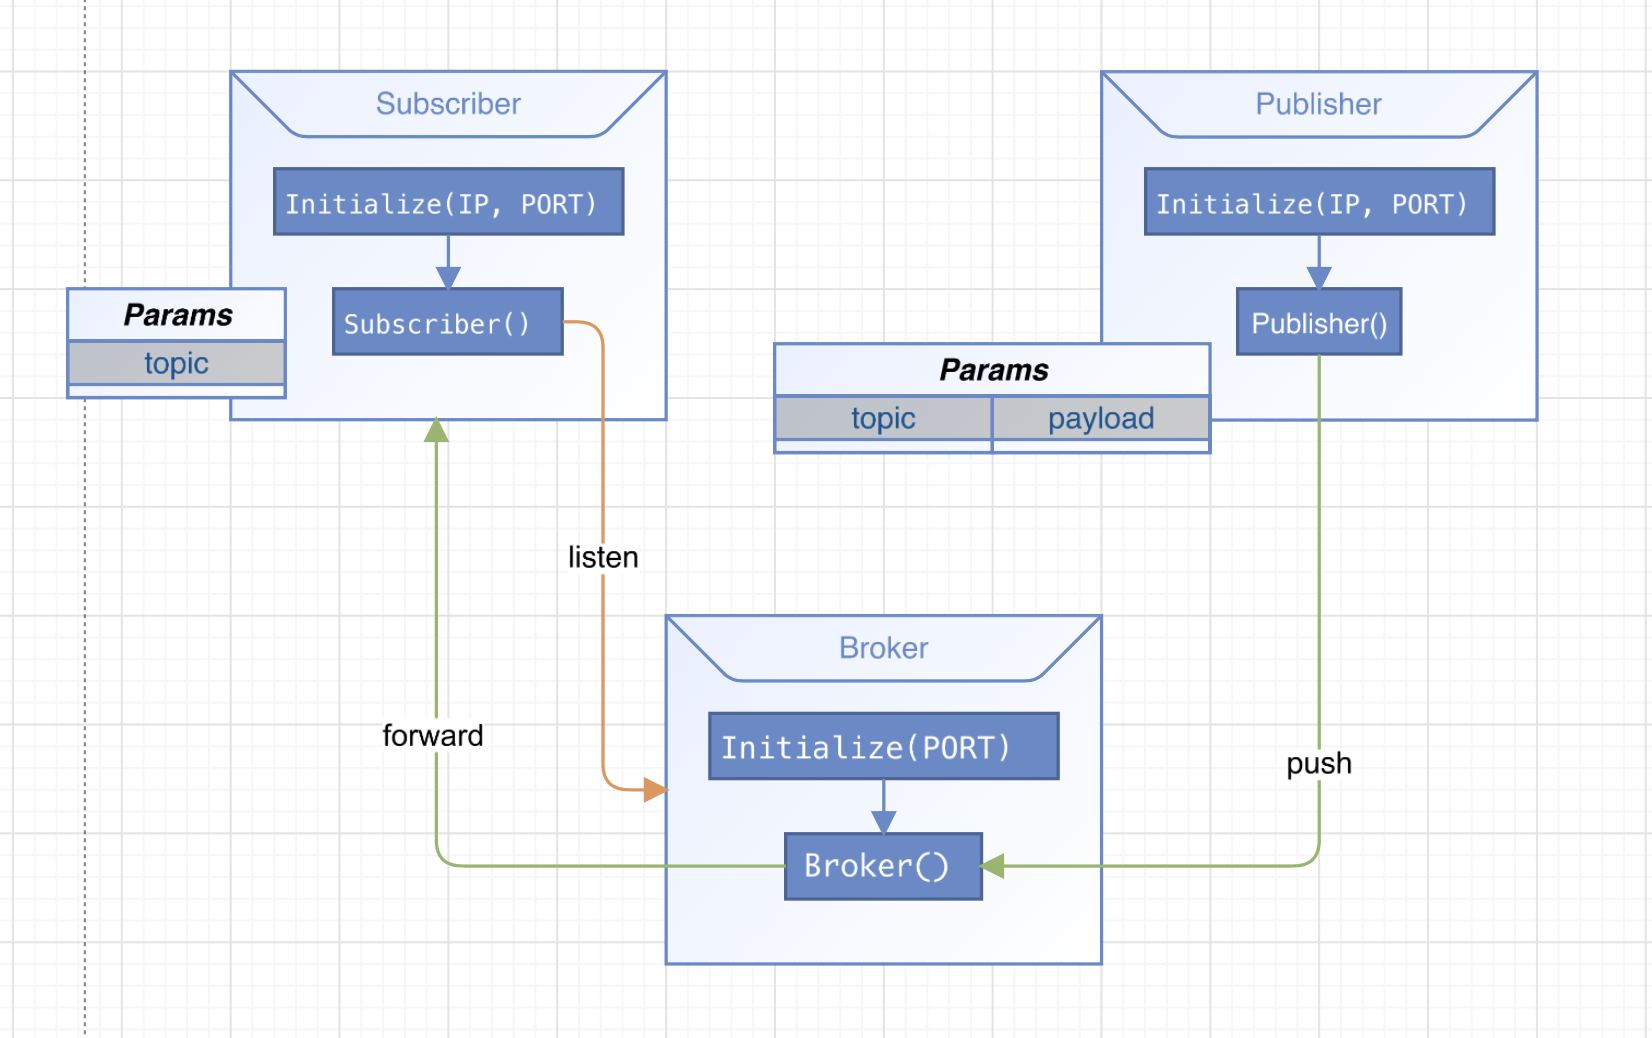 Subscriber
Initialize(IP, PORT)
Subscriber()
Params
topic
Publisher
Initialize(IP, PORT)
Publisher()
Params
topic payload
listen
forward
push
Broker
Initialize(PORT)
Broker()